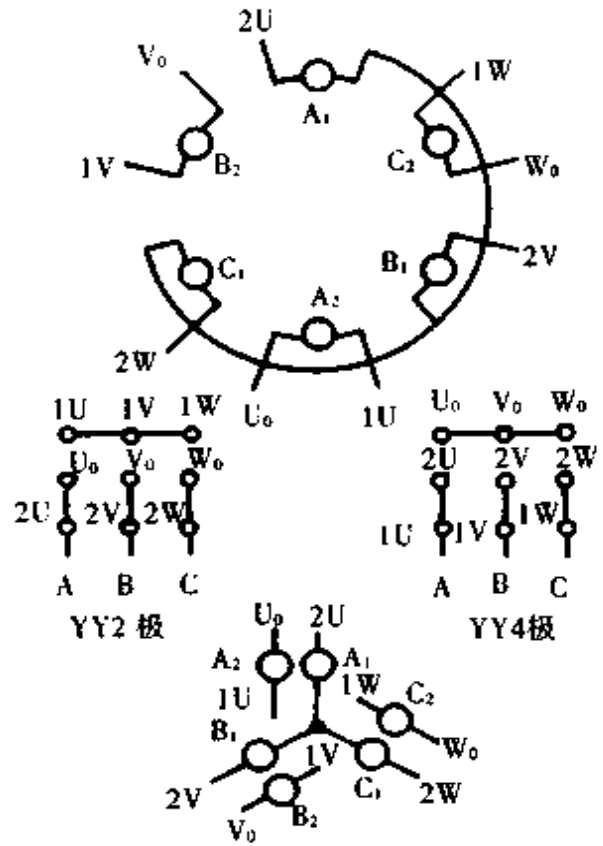 2U
V₀
1W
A₁
1V
B₂
C₂
W₀
2V
C₁
B₁
A₂
2W
U₀
1U
1U 1V 1W
U₀ V₀ W₀
2U 2V 2W
A B C
YY2 极
U₀ V₀ W₀
2U 2V 2W
1U 1V 1W
A B C
YY4极
U₀ 2U
A₂ A₁
1U
1W C₂
B₁
W₀
1V
C₁
2V
2W
B₂
V₀